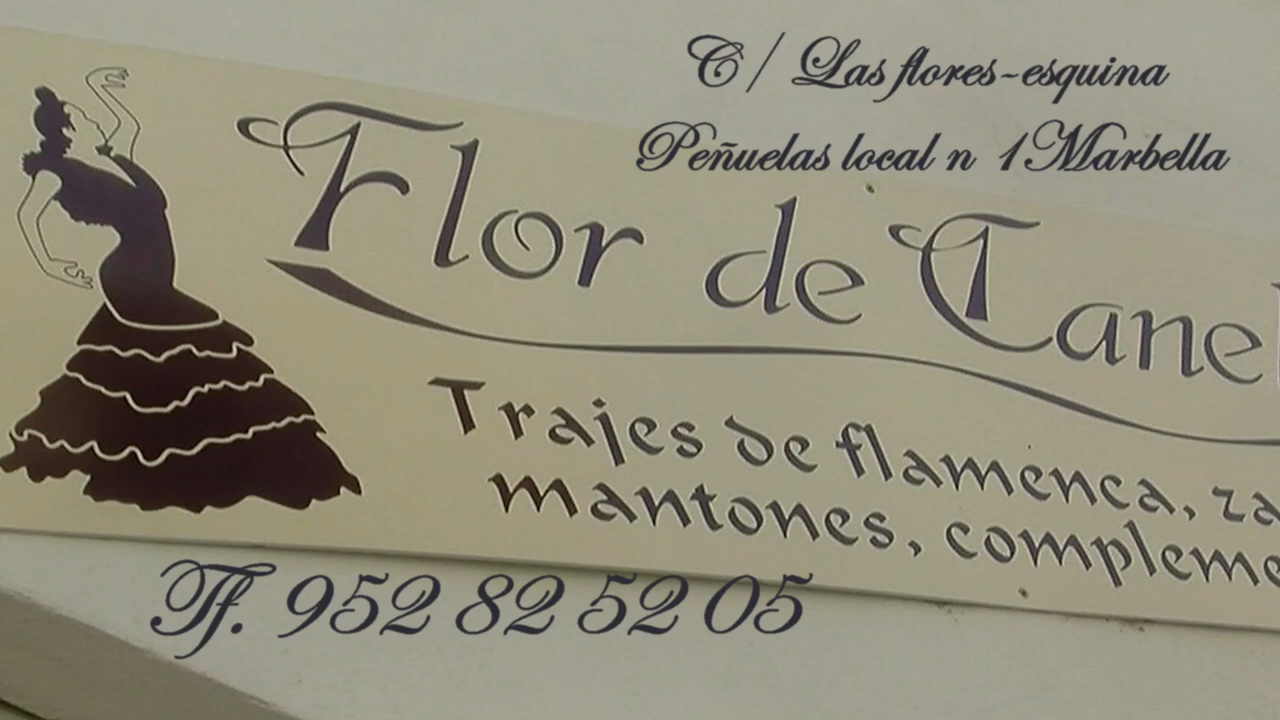 C/ Las flores-esquina
Peñuelas local n 1 Marbella
Flor de Canel
Trajes de flamenca, za
mantones, compleme
Tf. 952 82 52 05